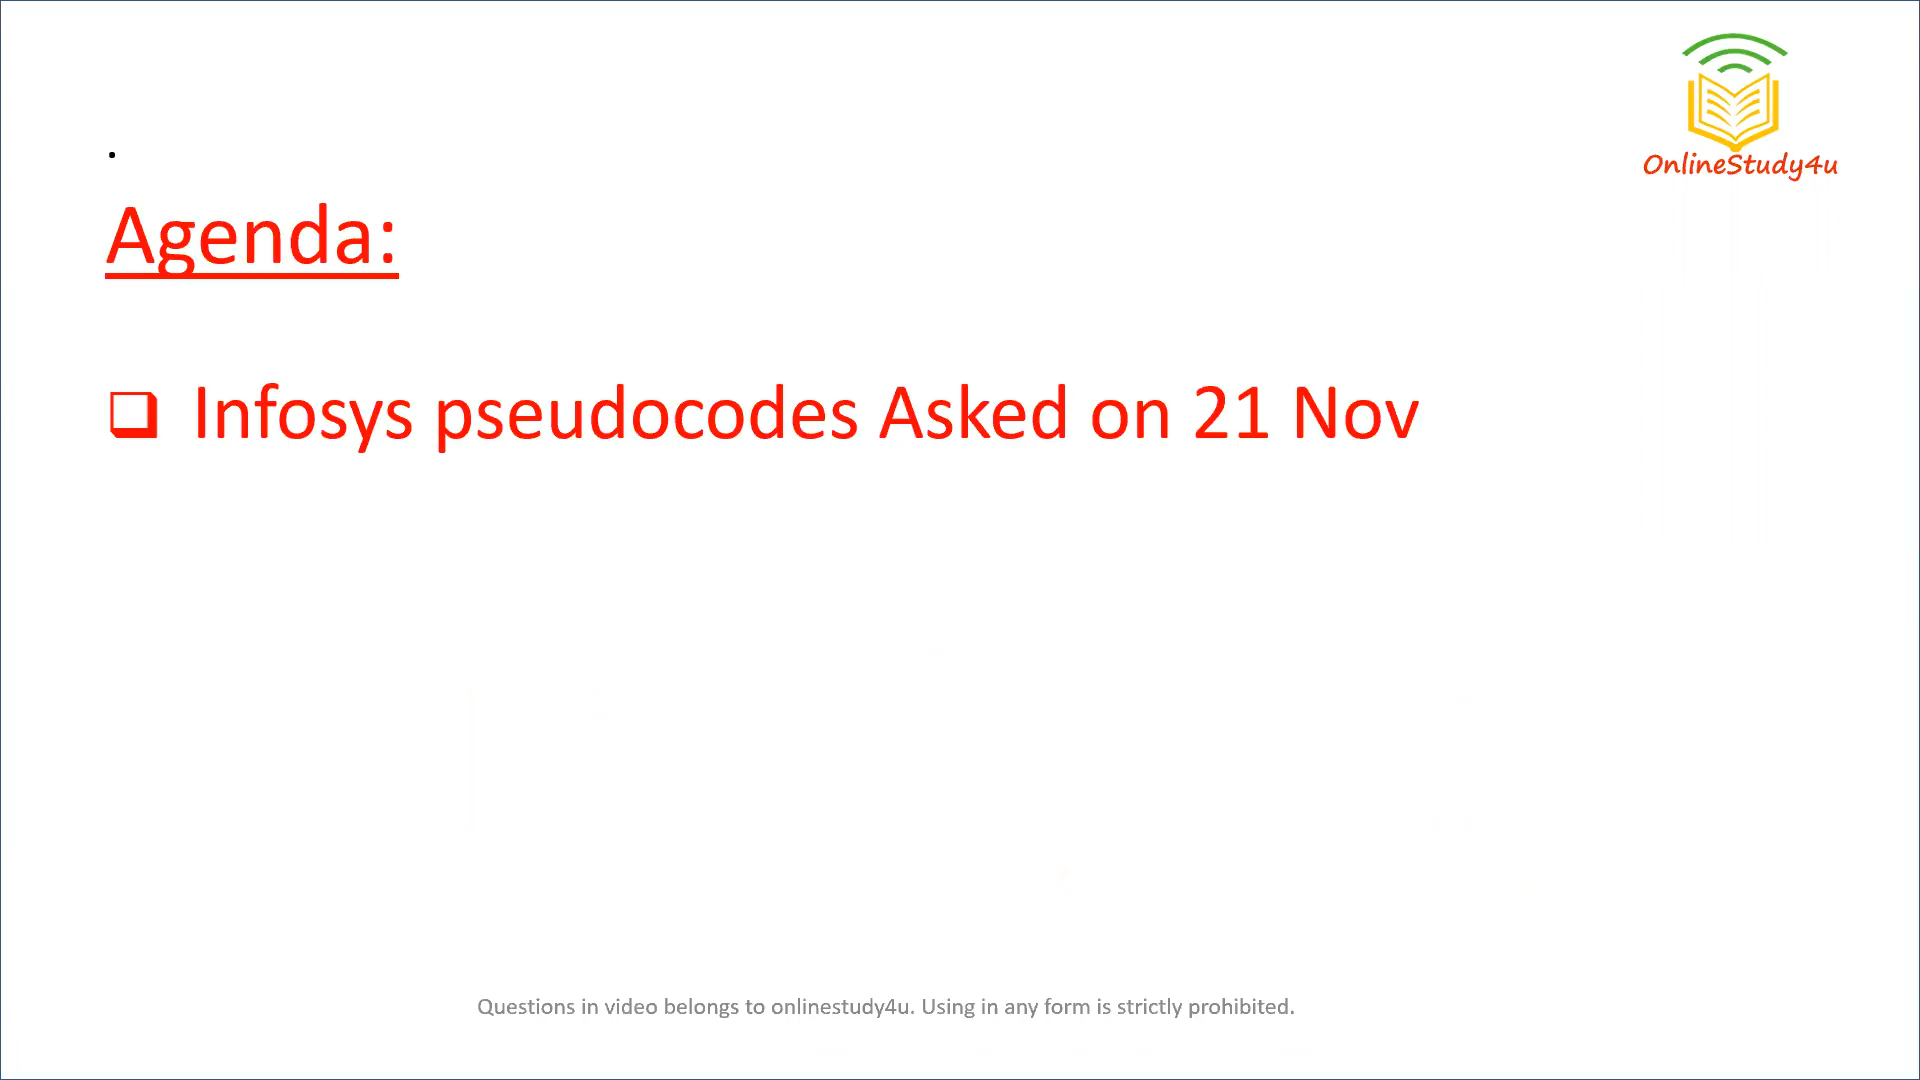 OnlineStudy4u
.
Agenda:
Infosys pseudocodes Asked on 21 Nov
Questions in video belongs to onlinestudy4u. Using in any form is strictly prohibited.